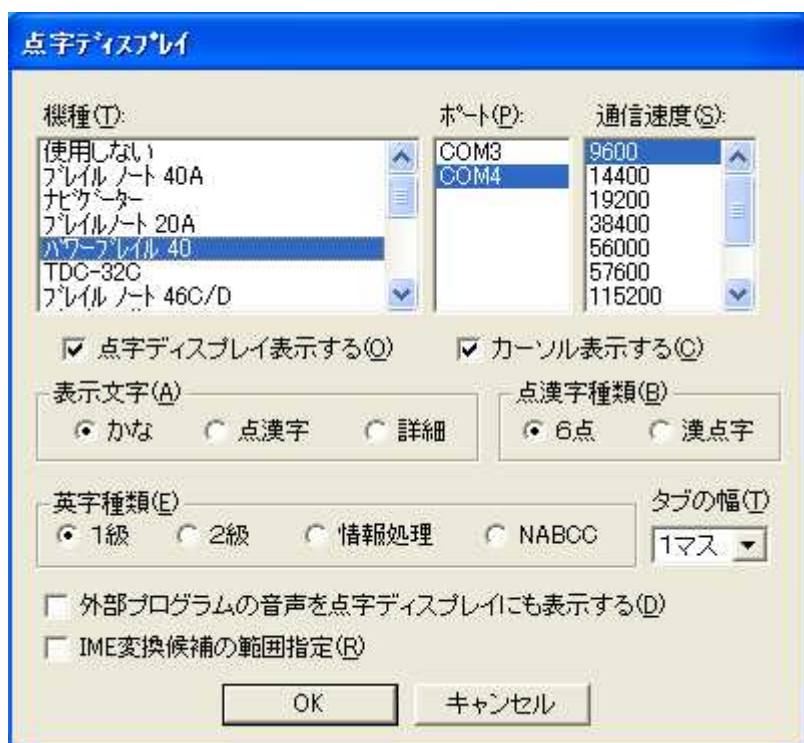 点字ﾃﾞｨｽﾌﾟﾚｲ
機種(T): ﾎﾟｰﾄ(P): 通信速度(S):
使用しない COM3 9600
ﾌﾞﾚｲﾙ ﾉｰﾄ 40A COM4 14400
ﾅﾋﾞｹﾞｰﾀｰ 19200
ﾌﾞﾚｲﾙﾉｰﾄ 20A 38400
ﾊﾟﾜｰﾌﾞﾚｲﾙ 40 56000
TDC-32C 57600
ﾌﾞﾚｲﾙ ﾉｰﾄ 46C/D 115200
点字ディスプレイ表示する(O) カーソル表示する(C)
表示文字(A) 点漢字種類(B)
かな 点漢字 詳細 6点 漢点字
英字種類(E) タブの幅(T)
1級 2級 情報処理 NABCC 1マス
外部プログラムの音声を点字ディスプレイにも表示する(D)
IME変換候補の範囲指定(R)
OK キャンセル